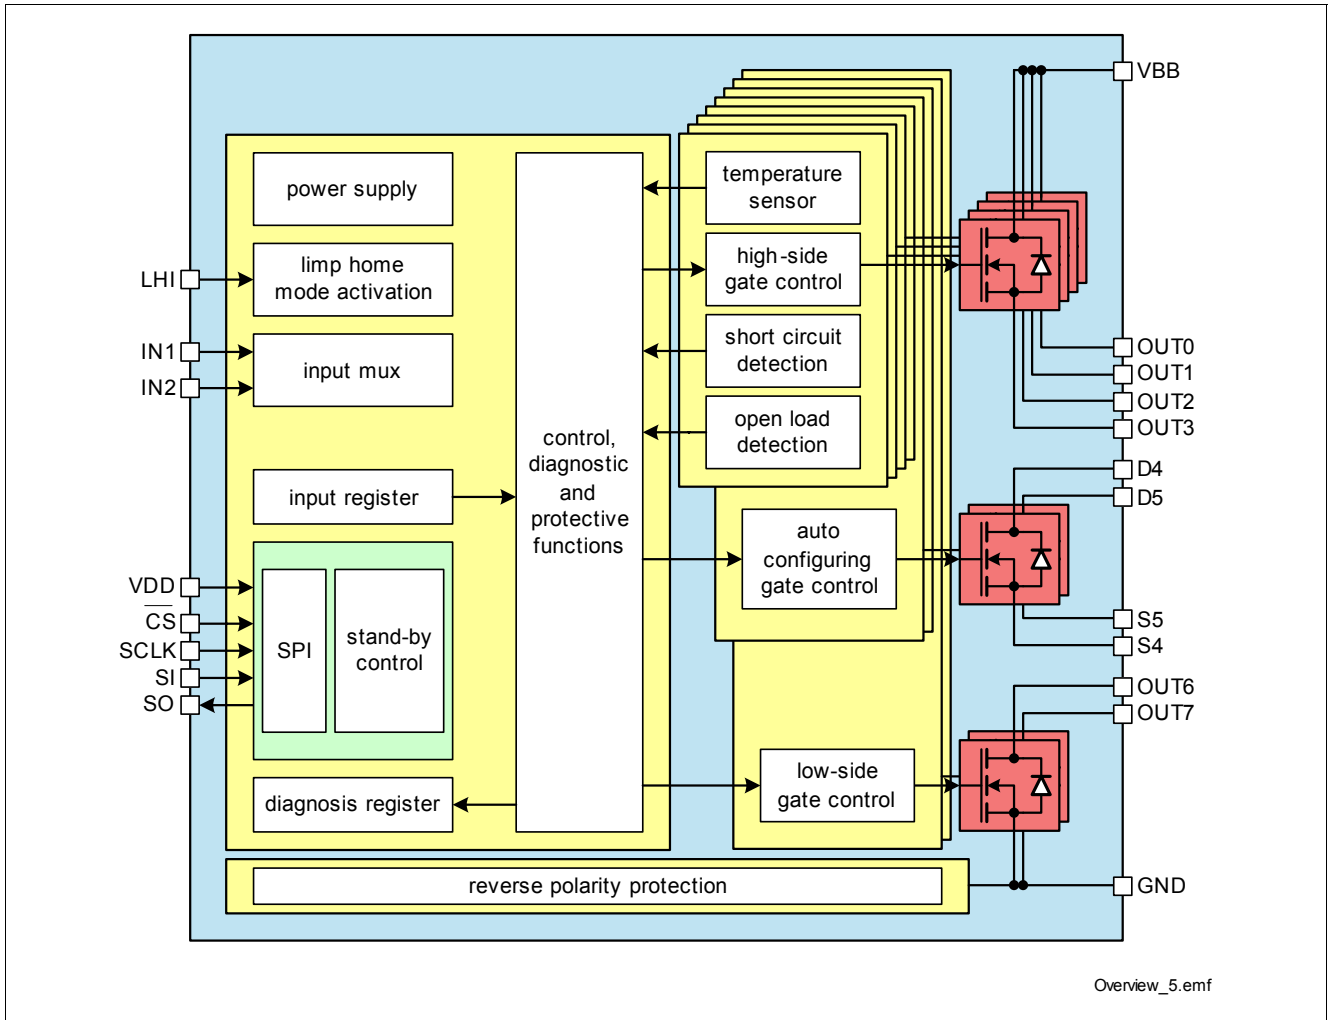 VBB
temperature
sensor
power supply
high-side
gate control
limp home
mode activation
LHI
short circuit
detection
IN1
input mux
IN2
OUT0
OUT1
OUT2
OUT3
open load
detection
control,
diagnostic
and
protective
functions
D4
D5
input register
auto
configuring
gate control
VDD
CS
SCLK
SI
SO
SPI
stand-by
control
S5
S4
OUT6
OUT7
low-side
gate control
diagnosis register
reverse polarity protection
GND
Overview_5.emf